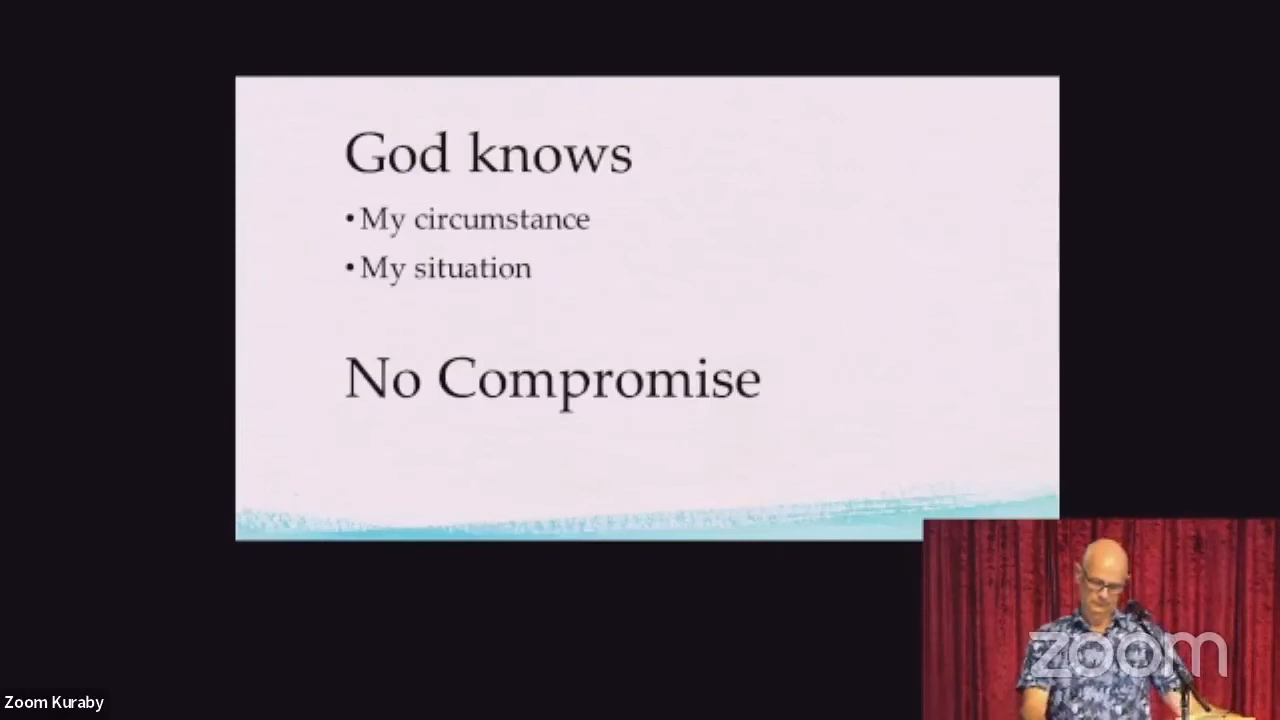 God knows
• My circumstance
• My situation
No Compromise
zoom
Zoom Kuraby